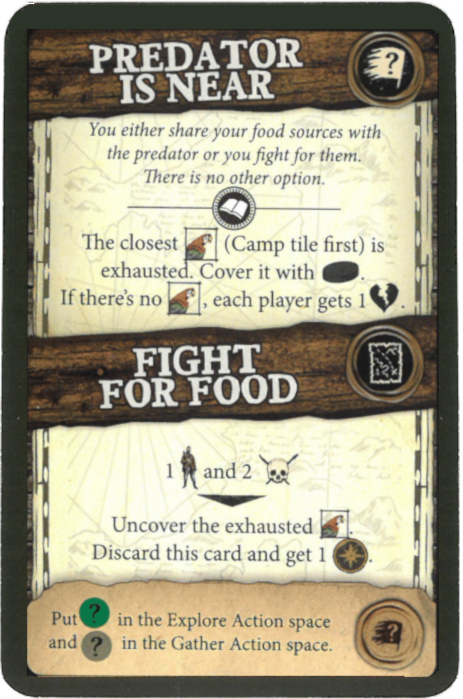 PREDATOR
IS NEAR
?
You either share your food sources with
the predator or you fight for them.
There is no other option.
The closest (Camp tile first) is
exhausted. Cover it with .
If there's no , each player gets 1 .
FIGHT
FOR FOOD
1 and 2
Uncover the exhausted .
Discard this card and get 1 .
Put ? in the Explore Action space
and ? in the Gather Action space.
?